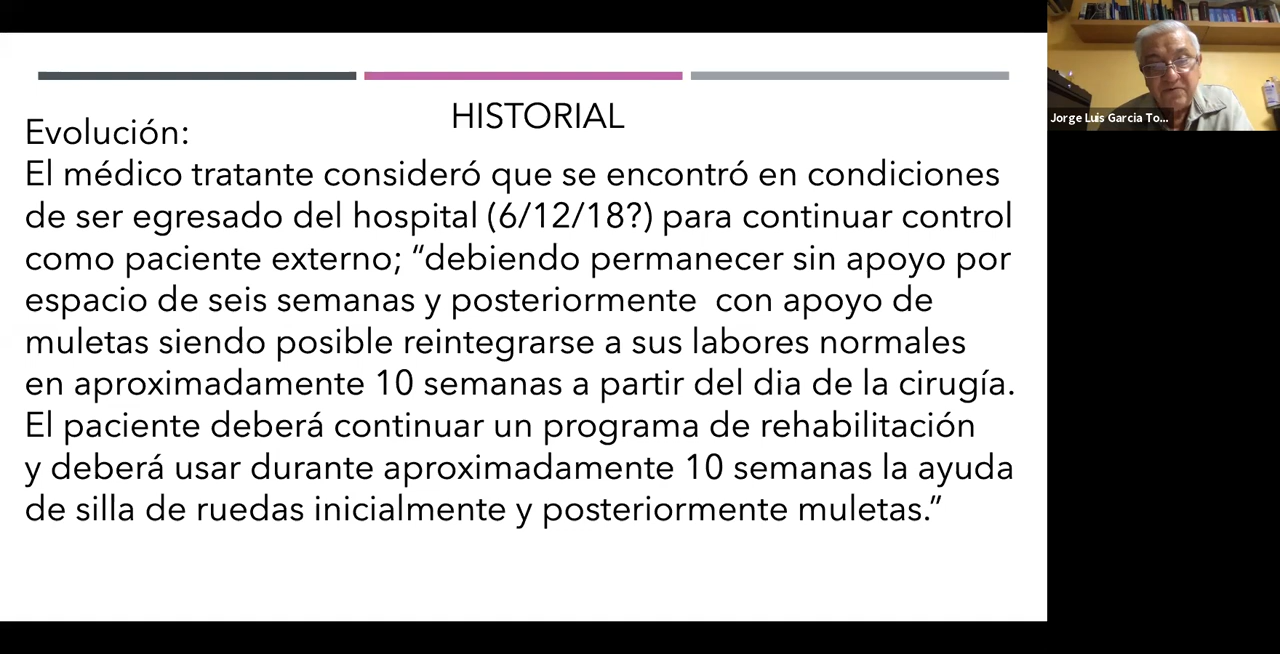 HISTORIAL
Evolución:
El médico tratante consideró que se encontró en condiciones
de ser egresado del hospital (6/12/18?) para continuar control
como paciente externo; “debiendo permanecer sin apoyo por
espacio de seis semanas y posteriormente  con apoyo de
muletas siendo posible reintegrarse a sus labores normales
en aproximadamente 10 semanas a partir del dia de la cirugía.
El paciente deberá continuar un programa de rehabilitación
y deberá usar durante aproximadamente 10 semanas la ayuda
de silla de ruedas inicialmente y posteriormente muletas.”
Jorge Luis Garcia To...